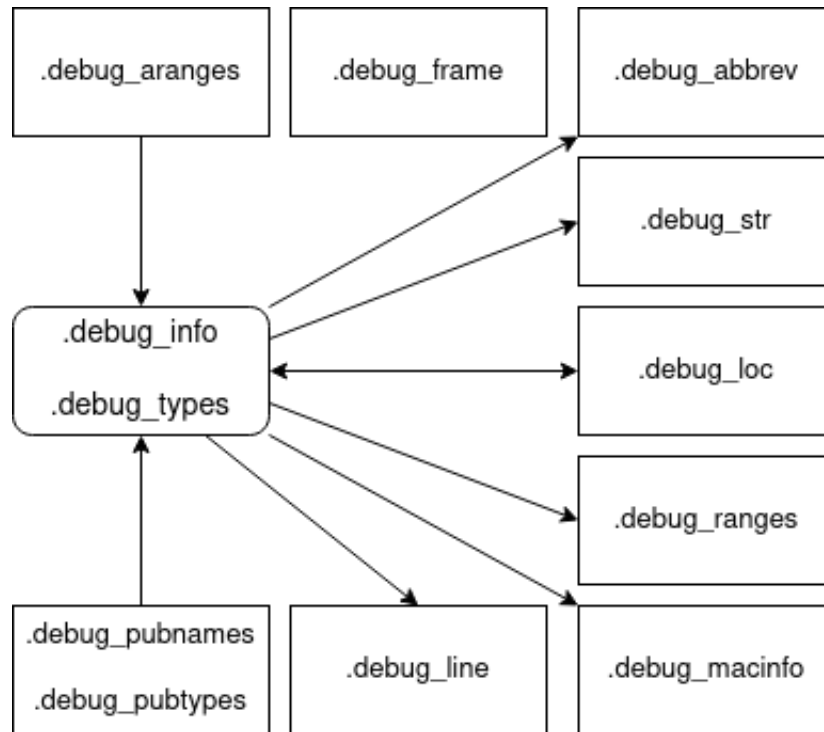 .debug_aranges
.debug_frame
.debug_abbrev
.debug_str
.debug_info
.debug_types
.debug_loc
.debug_ranges
.debug_pubnames
.debug_pubtypes
.debug_line
.debug_macinfo